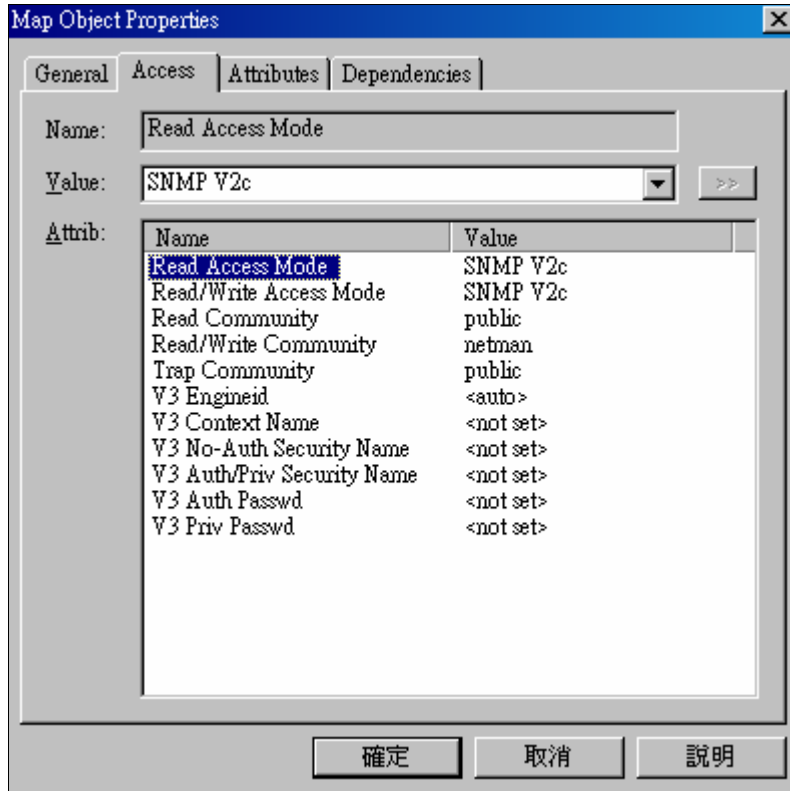 Map Object Properties
General Access Attributes Dependencies
Name: Read Access Mode
Value: SNMP V2c >>
Attrib: Name Value
Read Access Mode SNMP V2c
Read/Write Access Mode SNMP V2c
Read Community public
Read/Write Community netman
Trap Community public
V3 Engineid <auto>
V3 Context Name <not set>
V3 No-Auth Security Name <not set>
V3 Auth/Priv Security Name <not set>
V3 Auth Passwd <not set>
V3 Priv Passwd <not set>
確定 取消 說明